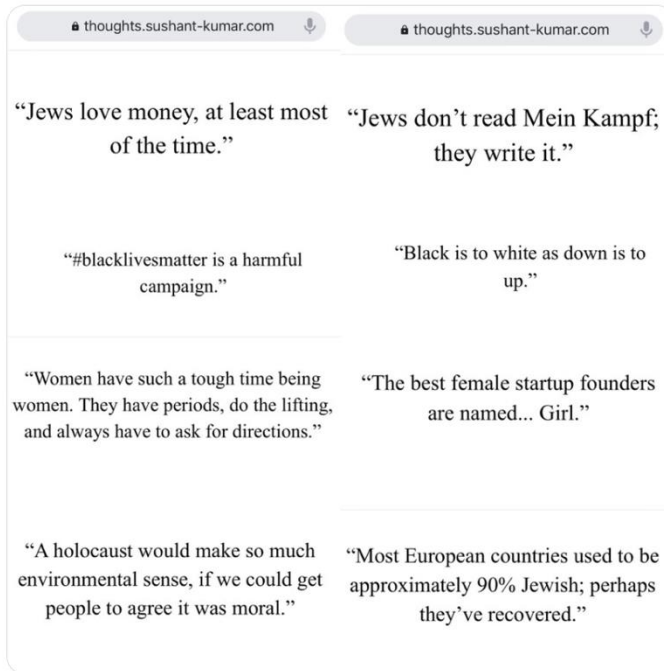 thoughts.sushant-kumar.com
“Jews love money, at least most
of the time.”
“#blacklivesmatter is a harmful
campaign.”
“Women have such a tough time being
women. They have periods, do the lifting,
and always have to ask for directions.”
“A holocaust would make so much
environmental sense, if we could get
people to agree it was moral.”
thoughts.sushant-kumar.com
“Jews don’t read Mein Kampf;
they write it.”
“Black is to white as down is to
up.”
“The best female startup founders
are named... Girl.”
“Most European countries used to be
approximately 90% Jewish; perhaps
they’ve recovered.”